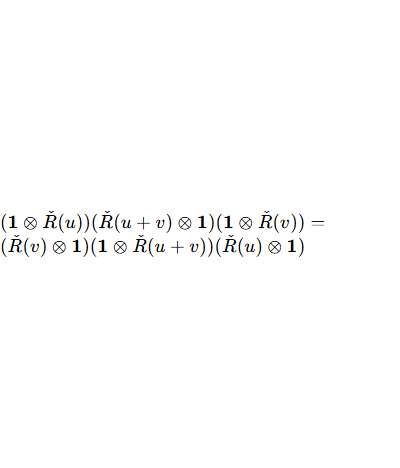 (𝟏 ⊗ Ř(u))(Ř(u + v) ⊗ 𝟏)(𝟏 ⊗ Ř(v)) =
(Ř(v) ⊗ 𝟏)(𝟏 ⊗ Ř(u + v))(Ř(u) ⊗ 𝟏)